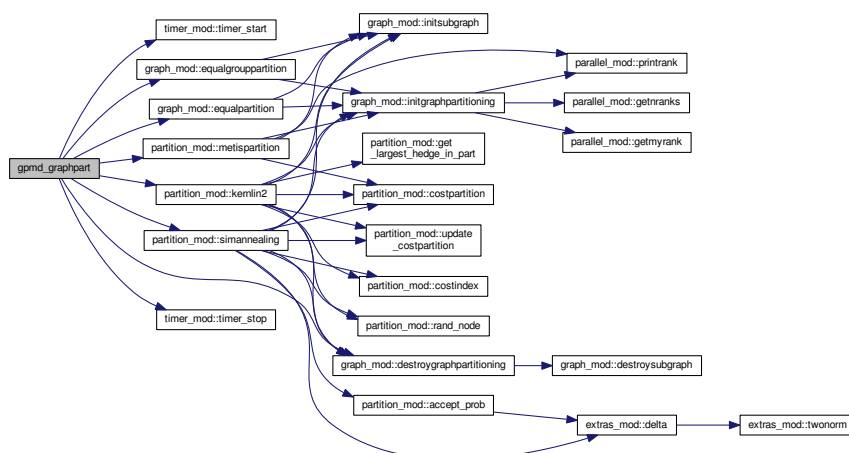 gpmd_graphpart
timer_mod::timer_start
graph_mod::equalgrouppartition
graph_mod::equalpartition
partition_mod::metispartition
partition_mod::kernlin2
partition_mod::simannealing
timer_mod::timer_stop
graph_mod::initsubgraph
graph_mod::initgraphpartitioning
partition_mod::get
_largest_hedge_in_part
partition_mod::costpartition
partition_mod::update
_costpartition
partition_mod::costindex
partition_mod::rand_node
graph_mod::destroygraphpartitioning
partition_mod::accept_prob
parallel_mod::printrank
parallel_mod::getnranks
parallel_mod::getmyrank
graph_mod::destroysubgraph
extras_mod::delta
extras_mod::twonorm